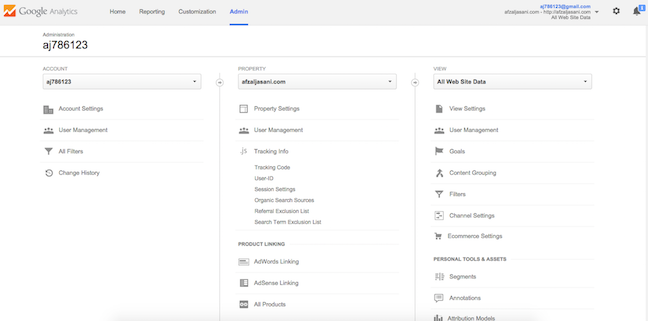 Google Analytics
Home Reporting Customization Admin
aj786123@gmail.com
afzaljasani.com - http://afzaljasani.com
All Web Site Data
Administration
aj786123
ACCOUNT
aj786123
Account Settings
User Management
All Filters
Change History
PROPERTY
afzaljasani.com
Property Settings
User Management
.js Tracking Info
Tracking Code
User-ID
Session Settings
Organic Search Sources
Referral Exclusion List
Search Term Exclusion List
PRODUCT LINKING
AdWords Linking
AdSense Linking
All Products
VIEW
All Web Site Data
View Settings
User Management
Goals
Content Grouping
Filters
Channel Settings
Ecommerce Settings
PERSONAL TOOLS & ASSETS
Segments
Annotations
Attribution Models